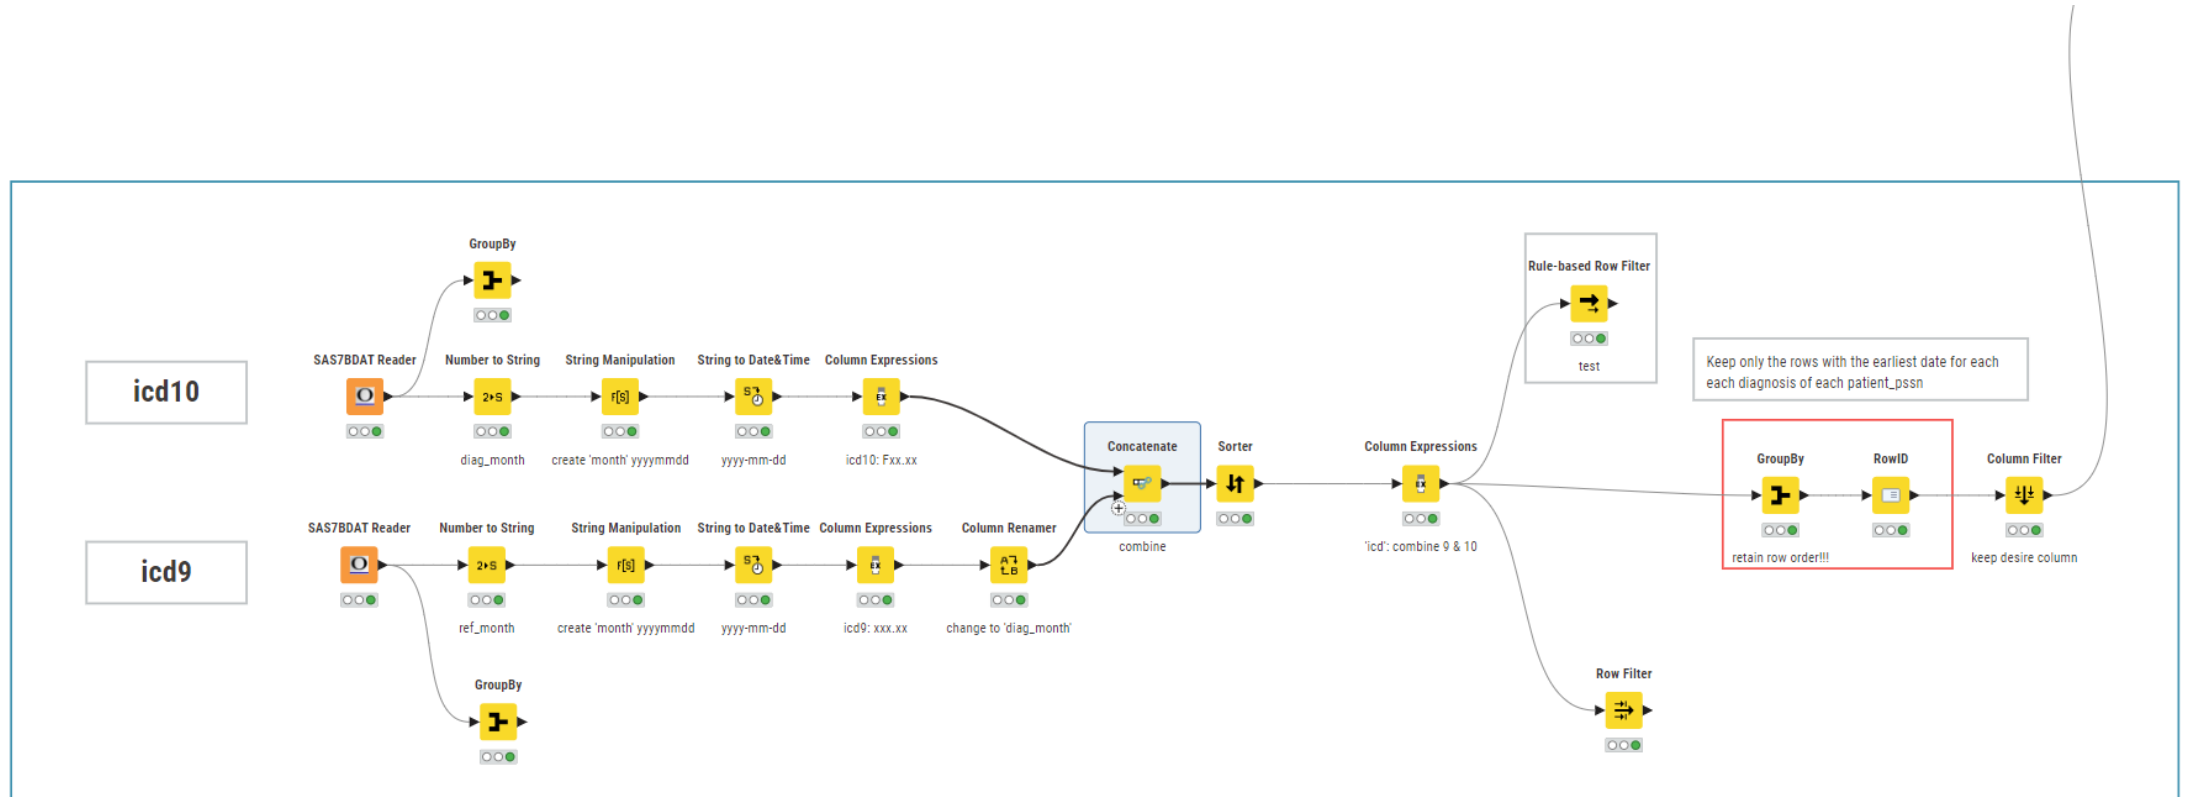 GroupBy
Rule-based Row Filter
test
SAS7BDAT Reader
Number to String
String Manipulation
String to Date&Time
Column Expressions
Keep only the rows with the earliest date for each
each diagnosis of each patient_pssn
icd10
2▸S
F[S]
S
EX
diag_month
create 'month' yyyymmdd
yyyy-mm-dd
icd10: Fxx.xx
Concatenate
Sorter
Column Expressions
GroupBy
RowID
Column Filter
EX
combine
'icd': combine 9 & 10
retain row order!!!
keep desire column
SAS7BDAT Reader
Number to String
String Manipulation
String to Date&Time
Column Expressions
Column Renamer
icd9
2▸S
F[S]
S
EX
A
B
ref_month
create 'month' yyyymmdd
yyyy-mm-dd
icd9: xxx.xx
change to 'diag_month'
GroupBy
Row Filter